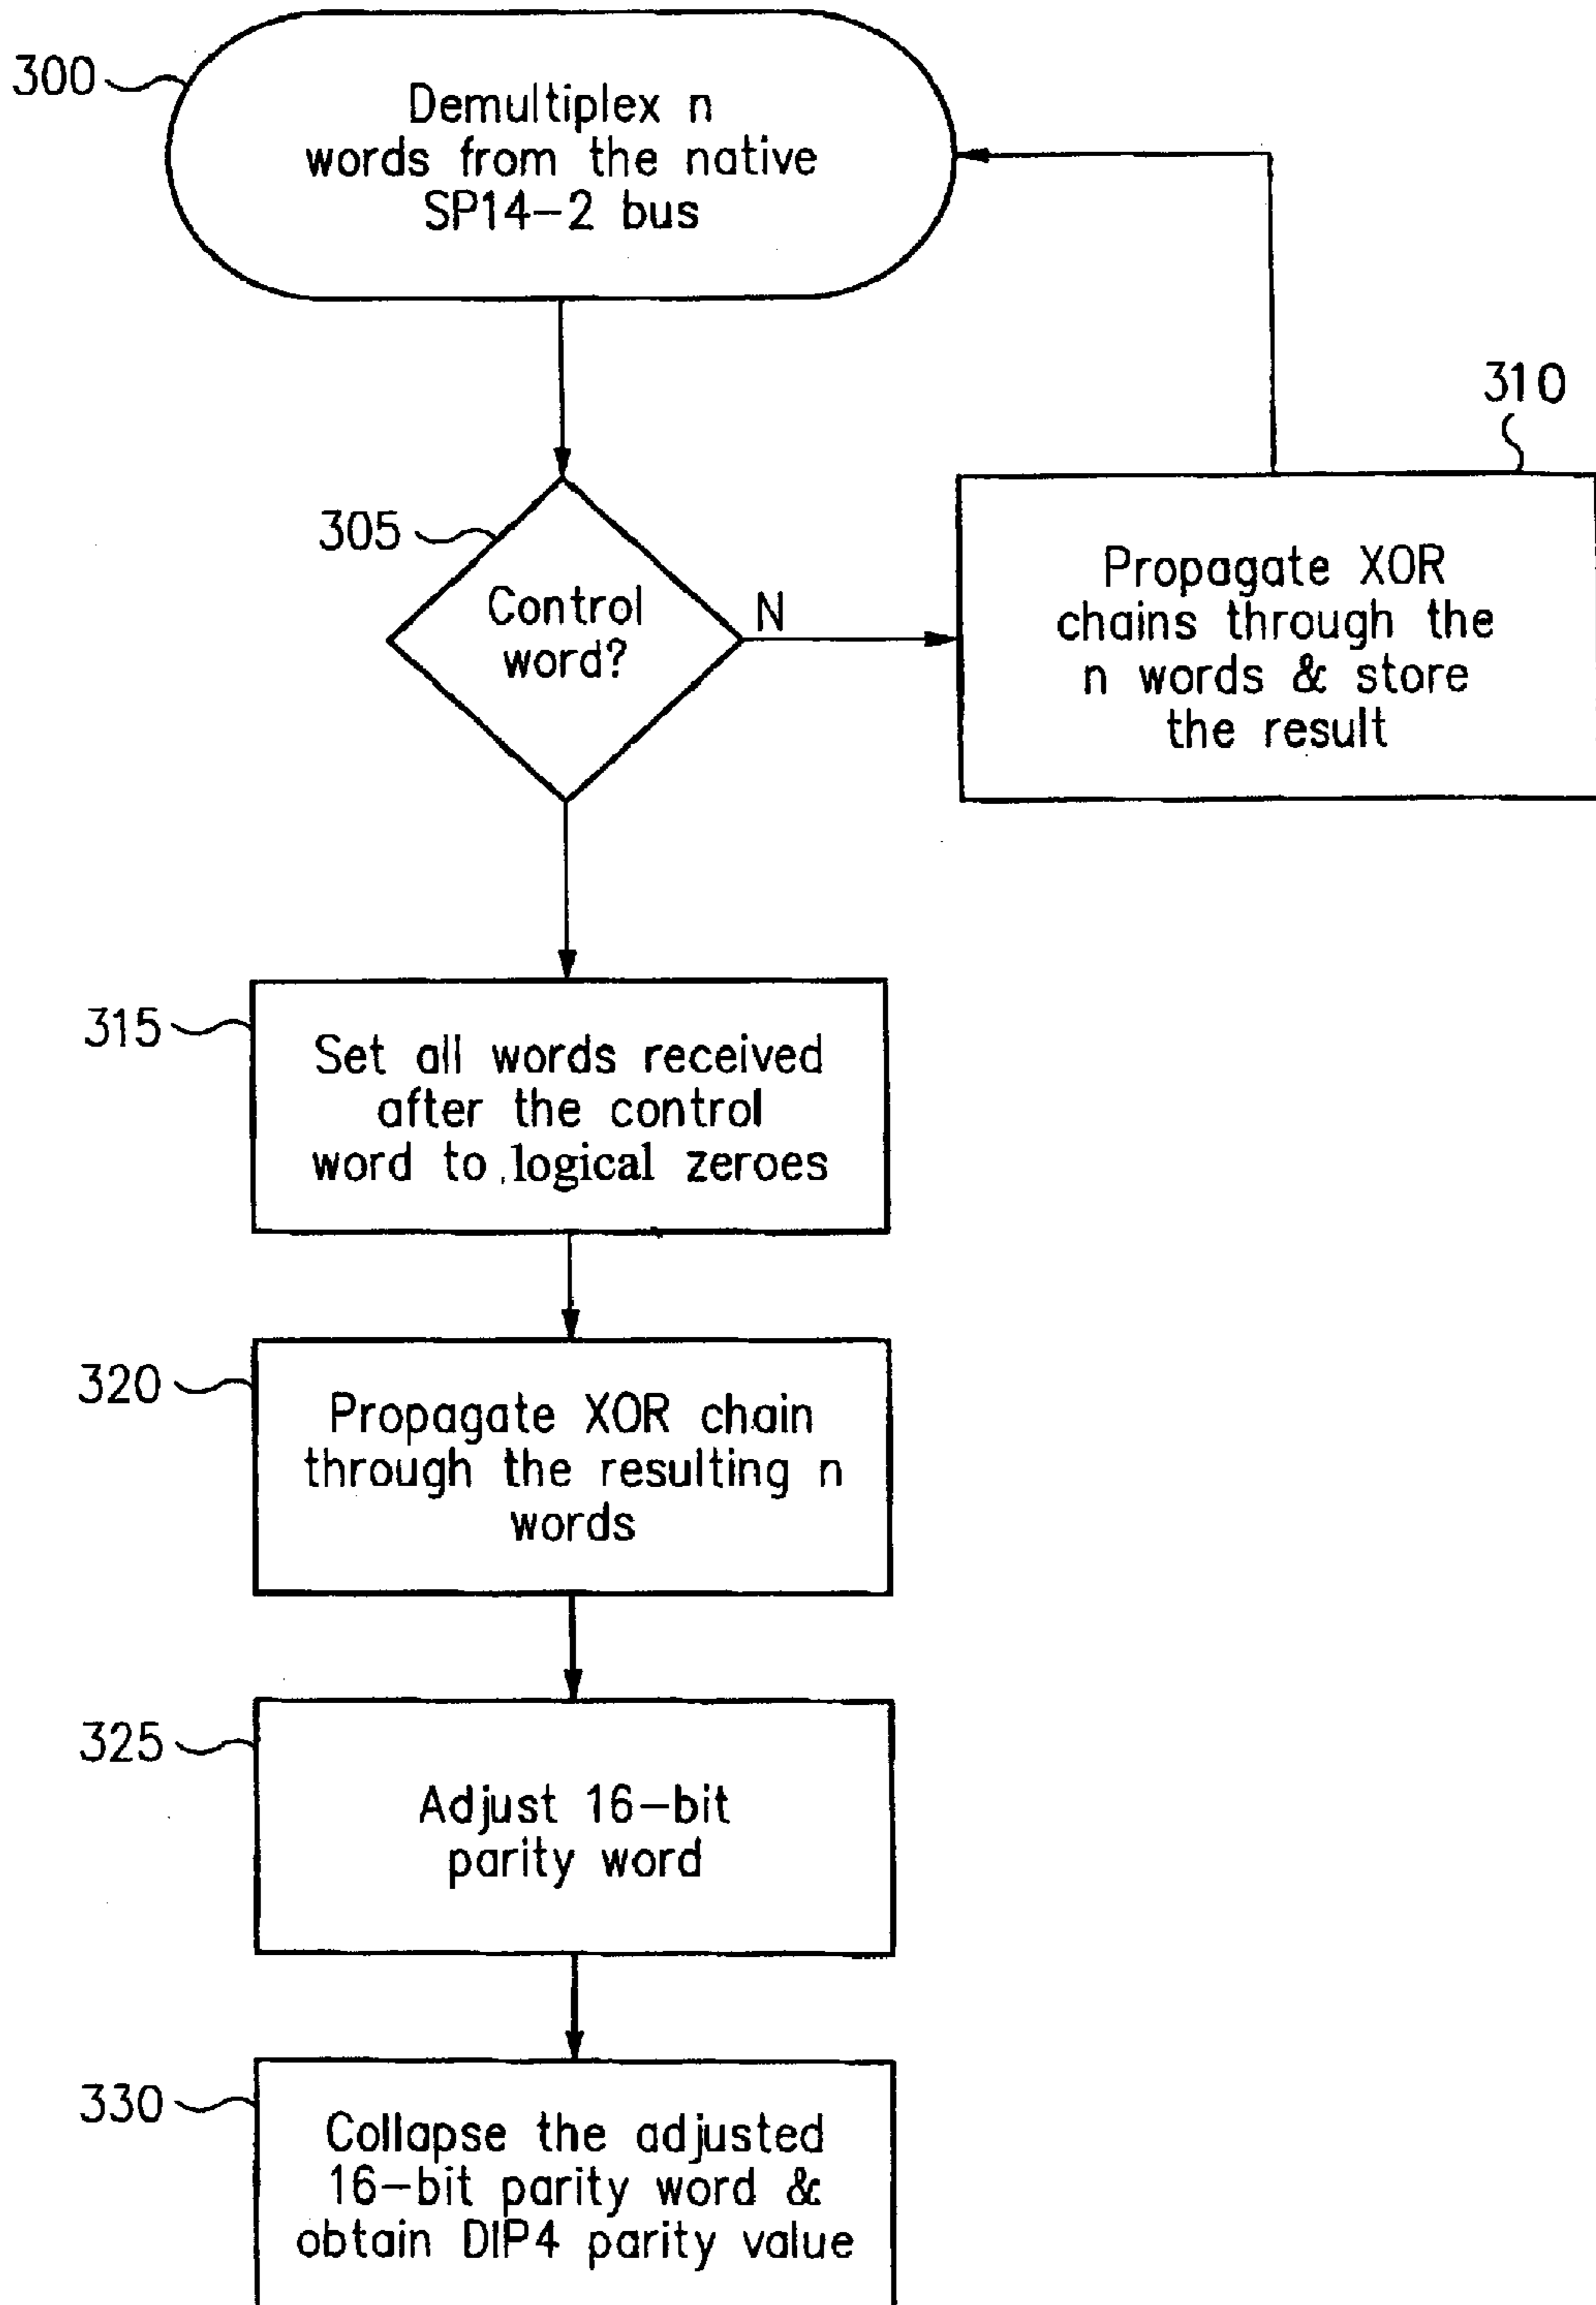 300
Demultiplex n
words from the native
SP14-2 bus
310
305
Control
word?
N
Propagate XOR
chains through the
n words & store
the result
315
Set all words received
after the control
word to logical zeroes
320
Propagate XOR chain
through the resulting n
words
325
Adjust 16-bit
parity word
330
Collapse the adjusted
16-bit parity word &
obtain DIP4 parity value